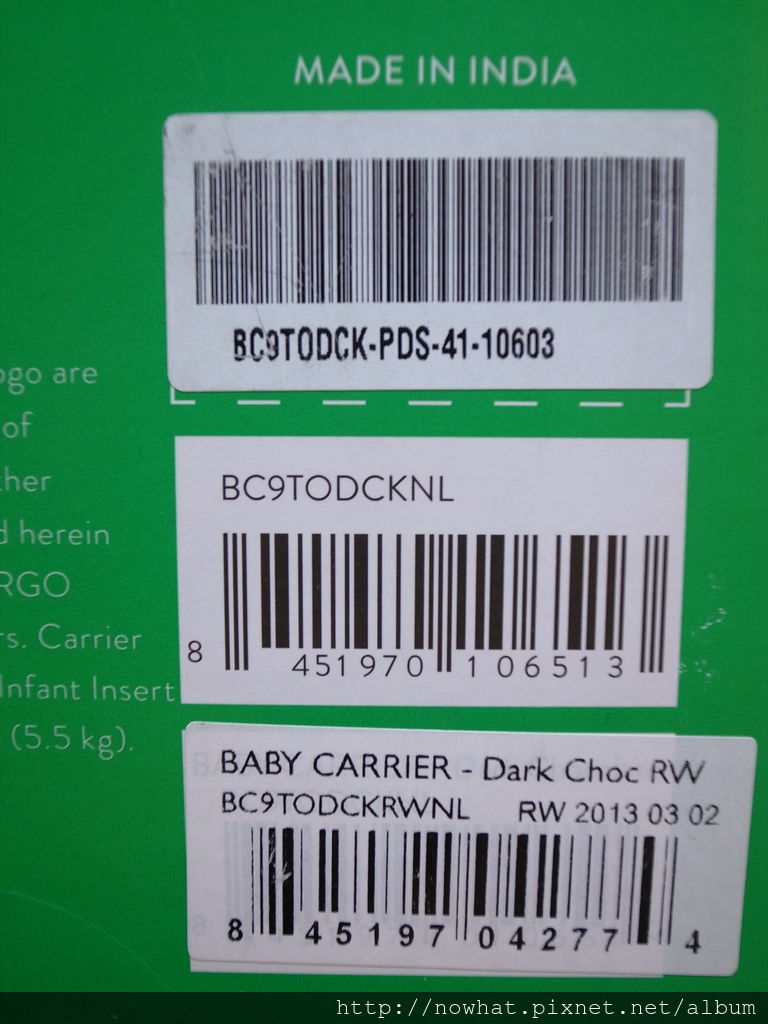 MADE IN INDIA
BC9TODCK-PDS-41-10603
ogo are
of
ther
d herein
RGO
rs. Carrier
Infant Insert
(5.5 kg).
BC9TODCKNL
8 451970 106513
BABY CARRIER - Dark Choc RW
BC9TODCKRWNL RW 2013 03 02
8 45197 04277 4
http://nowhat.pixnet.net/album